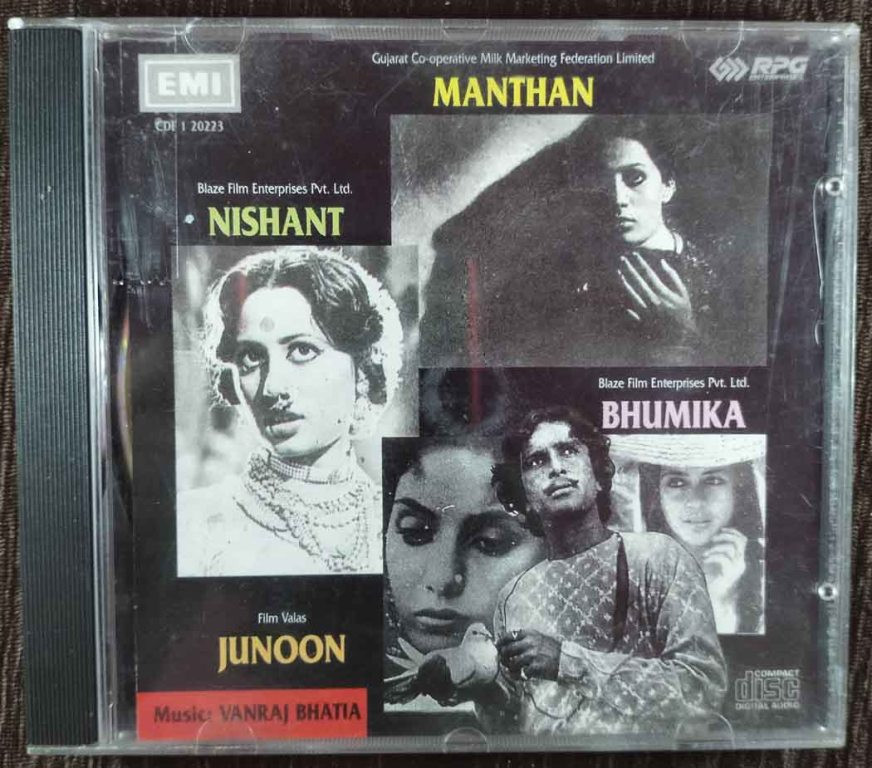 EMI
CDF 1 20223
Gujarat Co-operative Milk Marketing Federation Limited
MANTHAN
RPG
ENTERPRISES
Blaze Film Enterprises Pvt. Ltd.
NISHANT
Blaze Film Enterprises Pvt. Ltd.
BHUMIKA
Film Valas
JUNOON
Music: VANRAJ BHATIA
COMPACT
disc
DIGITAL AUDIO